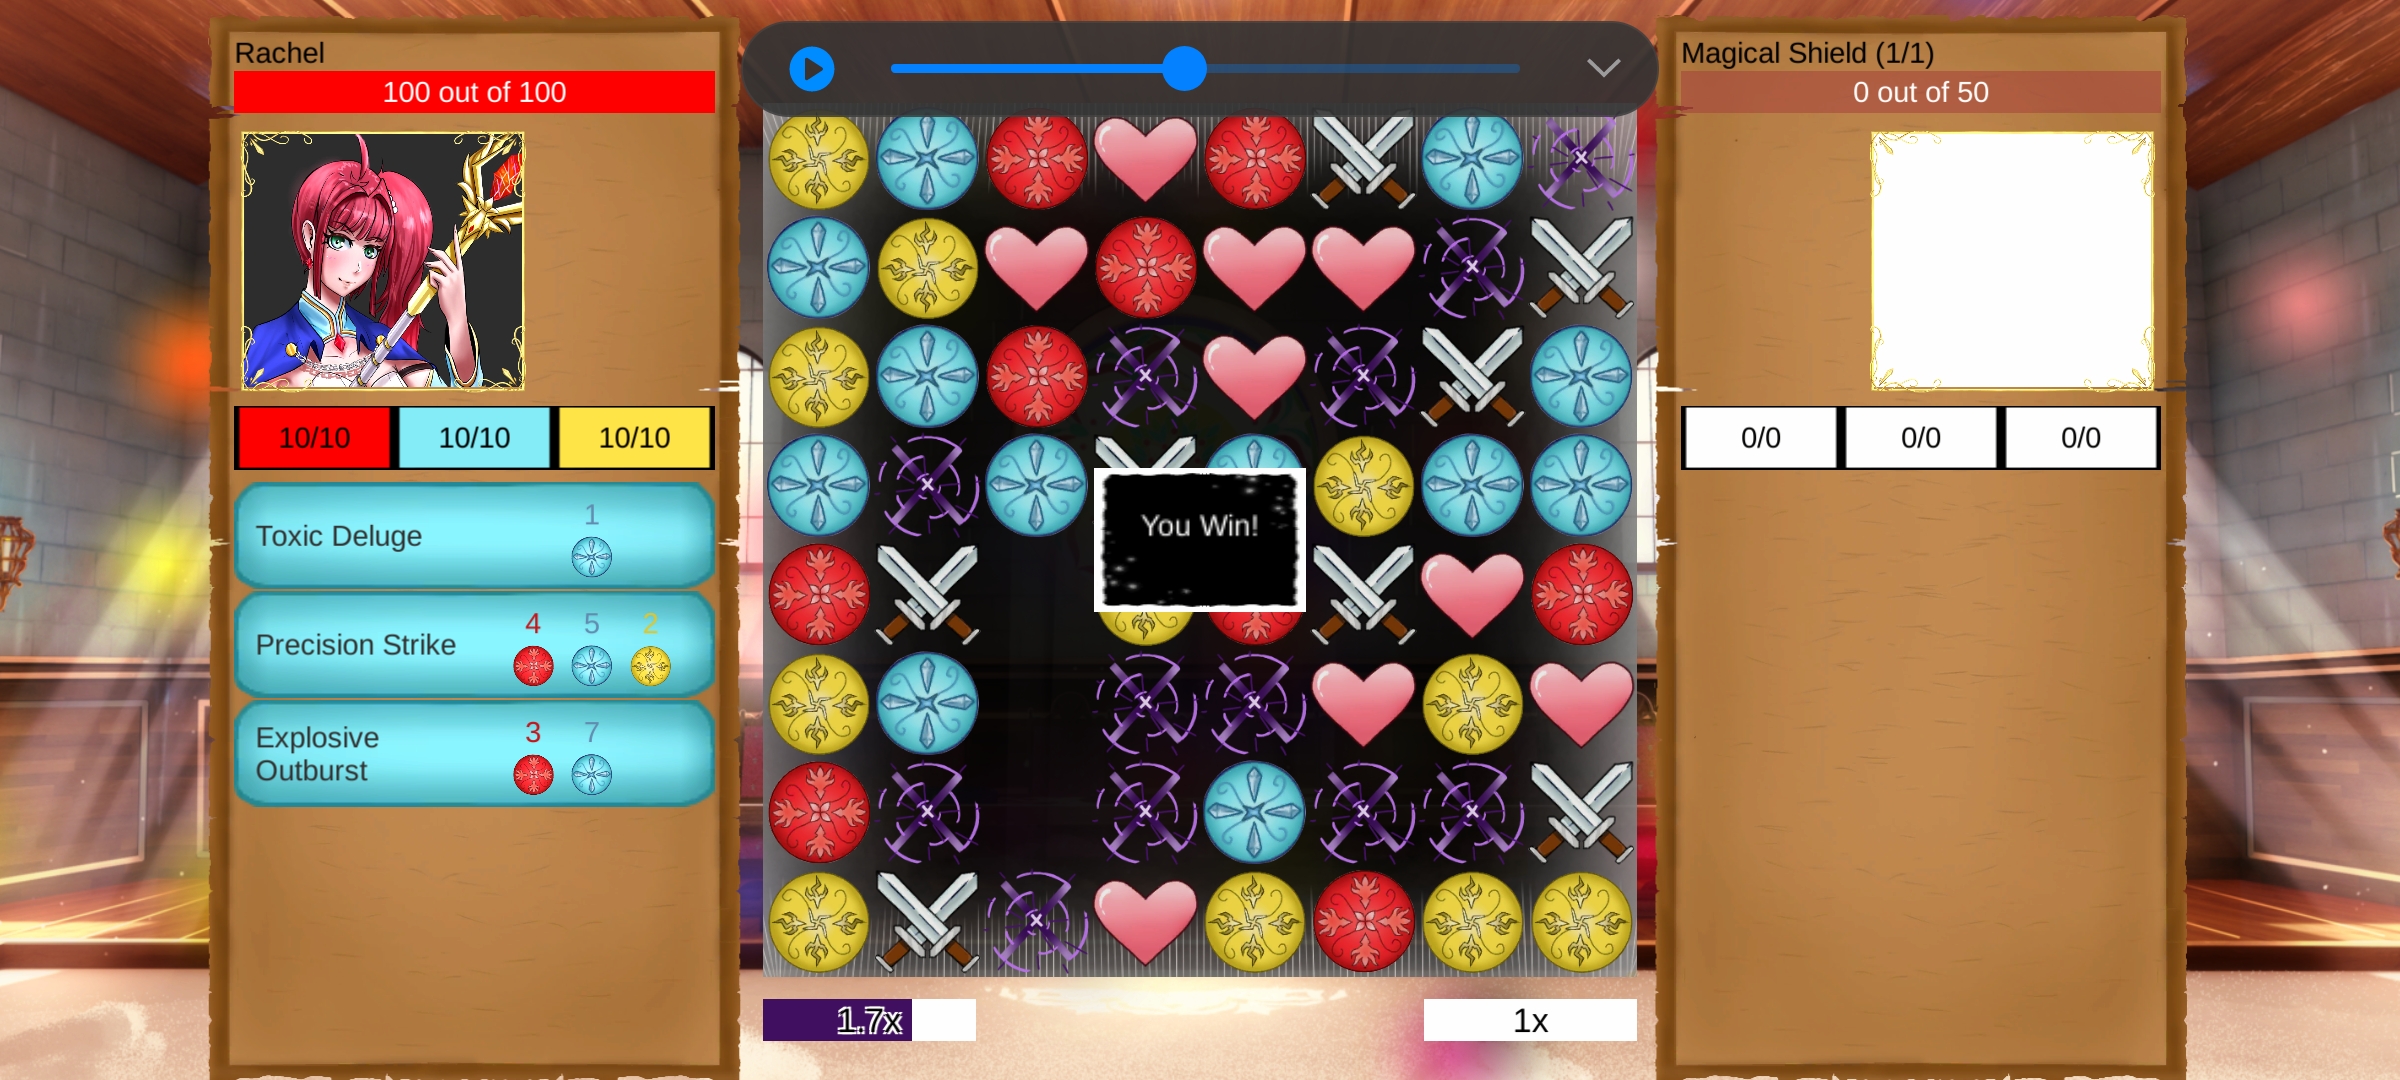 Rachel
100 out of 100
10/10 10/10 10/10
Toxic Deluge 1
Precision Strike 4 5 2
Explosive 3 7
Outburst
You Win!
1.7x
1x
Magical Shield (1/1)
0 out of 50
0/0 0/0 0/0